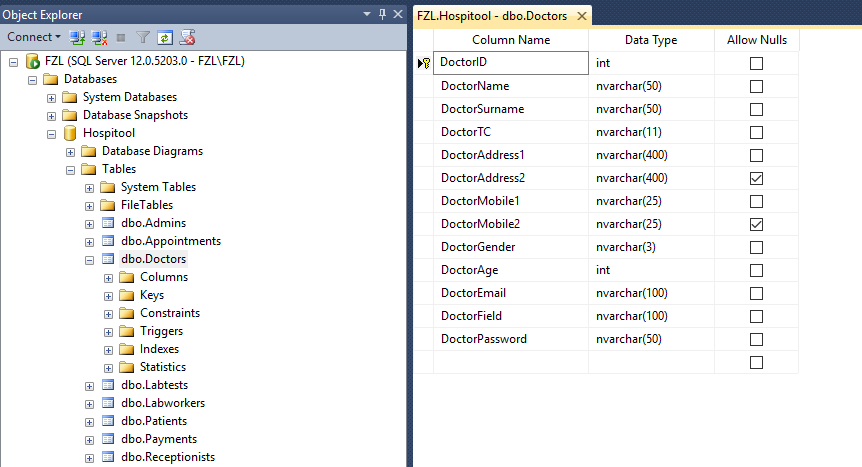 Object Explorer
Connect
FZL (SQL Server 12.0.5203.0 - FZL\FZL)
Databases
System Databases
Database Snapshots
Hospitool
Database Diagrams
Tables
System Tables
FileTables
dbo.Admins
dbo.Appointments
dbo.Doctors
Columns
Keys
Constraints
Triggers
Indexes
Statistics
dbo.Labtests
dbo.Labworkers
dbo.Patients
dbo.Payments
dbo.Receptionists
FZL.Hospitool - dbo.Doctors
Column Name Data Type Allow Nulls
DoctorID int
DoctorName nvarchar(50)
DoctorSurname nvarchar(50)
DoctorTC nvarchar(11)
DoctorAddress1 nvarchar(400)
DoctorAddress2 nvarchar(400)
DoctorMobile1 nvarchar(25)
DoctorMobile2 nvarchar(25)
DoctorGender nvarchar(3)
DoctorAge int
DoctorEmail nvarchar(100)
DoctorField nvarchar(100)
DoctorPassword nvarchar(50)